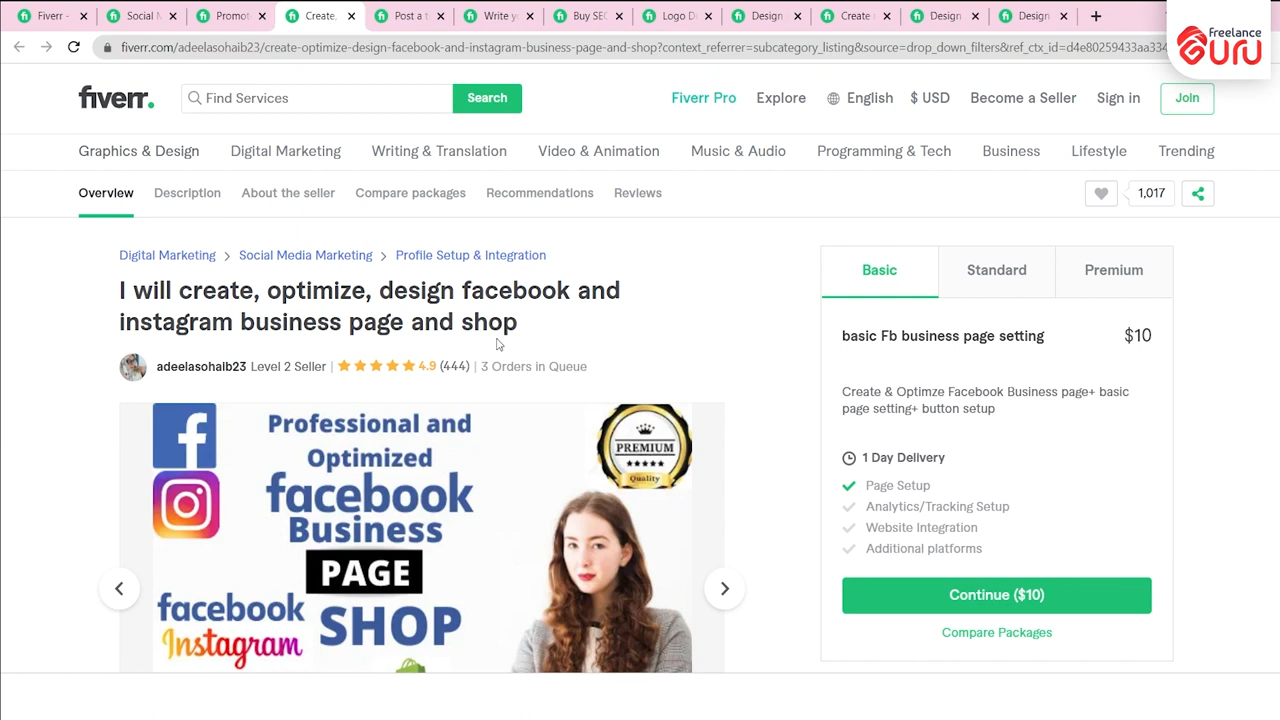 Fiverr -
Social M
Promot
Create,
Post a t
Write y
Buy SEO
Logo D
Design
Create
Design
Design
fiverr.com/adeelasohaib23/create-optimize-design-facebook-and-instagram-business-page-and-shop?context_referrer=subcategory_listing&source=drop_down_filters&ref_ctx_id=d4e80259433aa334
Freelance
Guru
fiverr.
Find Services
Search
Fiverr Pro
Explore
English
$ USD
Become a Seller
Sign in
Join
Graphics & Design
Digital Marketing
Writing & Translation
Video & Animation
Music & Audio
Programming & Tech
Business
Lifestyle
Trending
Overview
Description
About the seller
Compare packages
Recommendations
Reviews
1,017
Digital Marketing > Social Media Marketing > Profile Setup & Integration
I will create, optimize, design facebook and
instagram business page and shop
adeelasohaib23 Level 2 Seller | 4.9 (444) | 3 Orders in Queue
Professional and
Optimized
facebook
Business
PAGE
SHOP
facebook
Instagram
PREMIUM
Quality
Basic
Standard
Premium
basic Fb business page setting
$10
Create & Optimze Facebook Business page+ basic
page setting+ button setup
1 Day Delivery
Page Setup
Analytics/Tracking Setup
Website Integration
Additional platforms
Continue ($10)
Compare Packages